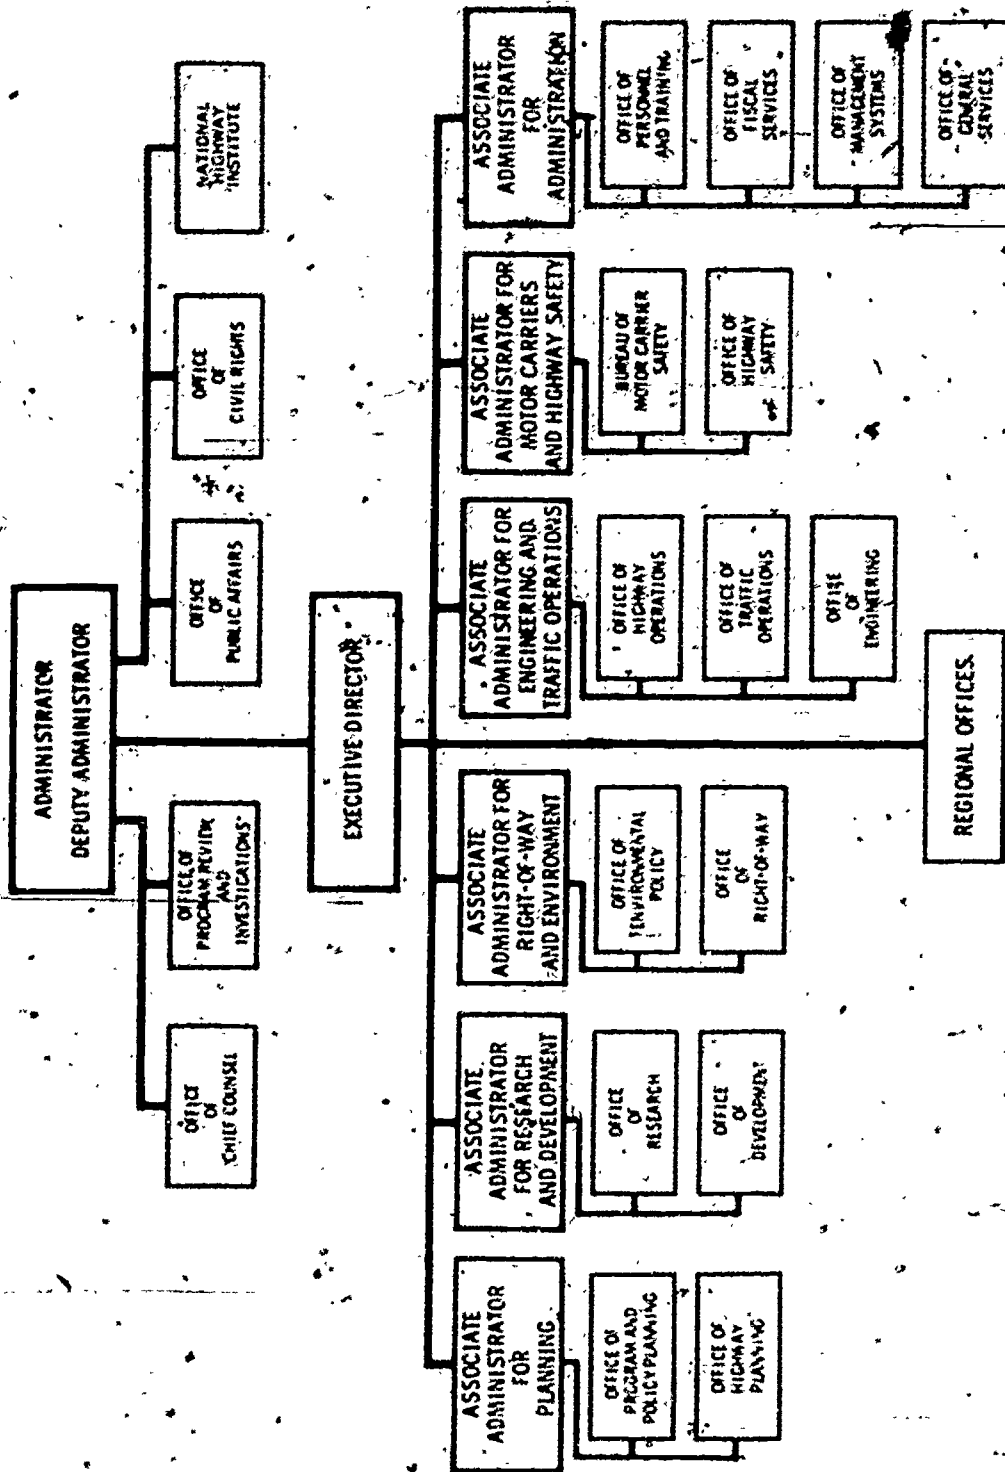 ADMINISTRATOR
DEPUTY ADMINISTRATOR
OFFICE
OF
CHIEF COUNSEL
OFFICE OF
PROGRAM REVIEW
AND
INVESTIGATIONS
OFFICE
OF
PUBLIC AFFAIRS
OFFICE
OF
CIVIL RIGHTS
NATIONAL
HIGHWAY
INSTITUTE
EXECUTIVE DIRECTOR
ASSOCIATE
ADMINISTRATOR
FOR
PLANNING
OFFICE OF
PROGRAM AND
POLICY PLANNING
OFFICE OF
HIGHWAY
PLANNING
ASSOCIATE
ADMINISTRATOR
FOR RESEARCH
AND DEVELOPMENT
OFFICE
OF
RESEARCH
OFFICE
OF
DEVELOPMENT
ASSOCIATE
ADMINISTRATOR FOR
RIGHT-OF-WAY
AND ENVIRONMENT
OFFICE OF
ENVIRONMENTAL
POLICY
OFFICE
OF
RIGHT-OF-WAY
ASSOCIATE
ADMINISTRATOR FOR
ENGINEERING AND
TRAFFIC OPERATIONS
OFFICE OF
HIGHWAY
OPERATIONS
OFFICE OF
TRAFFIC
OPERATIONS
OFFICE
OF
ENGINEERING
ASSOCIATE
ADMINISTRATOR FOR
MOTOR CARRIERS
AND HIGHWAY SAFETY
BUREAU OF
MOTOR CARRIER
SAFETY
OFFICE OF
HIGHWAY
SAFETY
ASSOCIATE
ADMINISTRATOR
FOR
ADMINISTRATION
OFFICE OF
PERSONNEL
AND TRAINING
OFFICE OF
FISCAL
SERVICES
OFFICE OF
MANAGEMENT
SYSTEMS
OFFICE OF
GENERAL
SERVICES
REGIONAL OFFICES